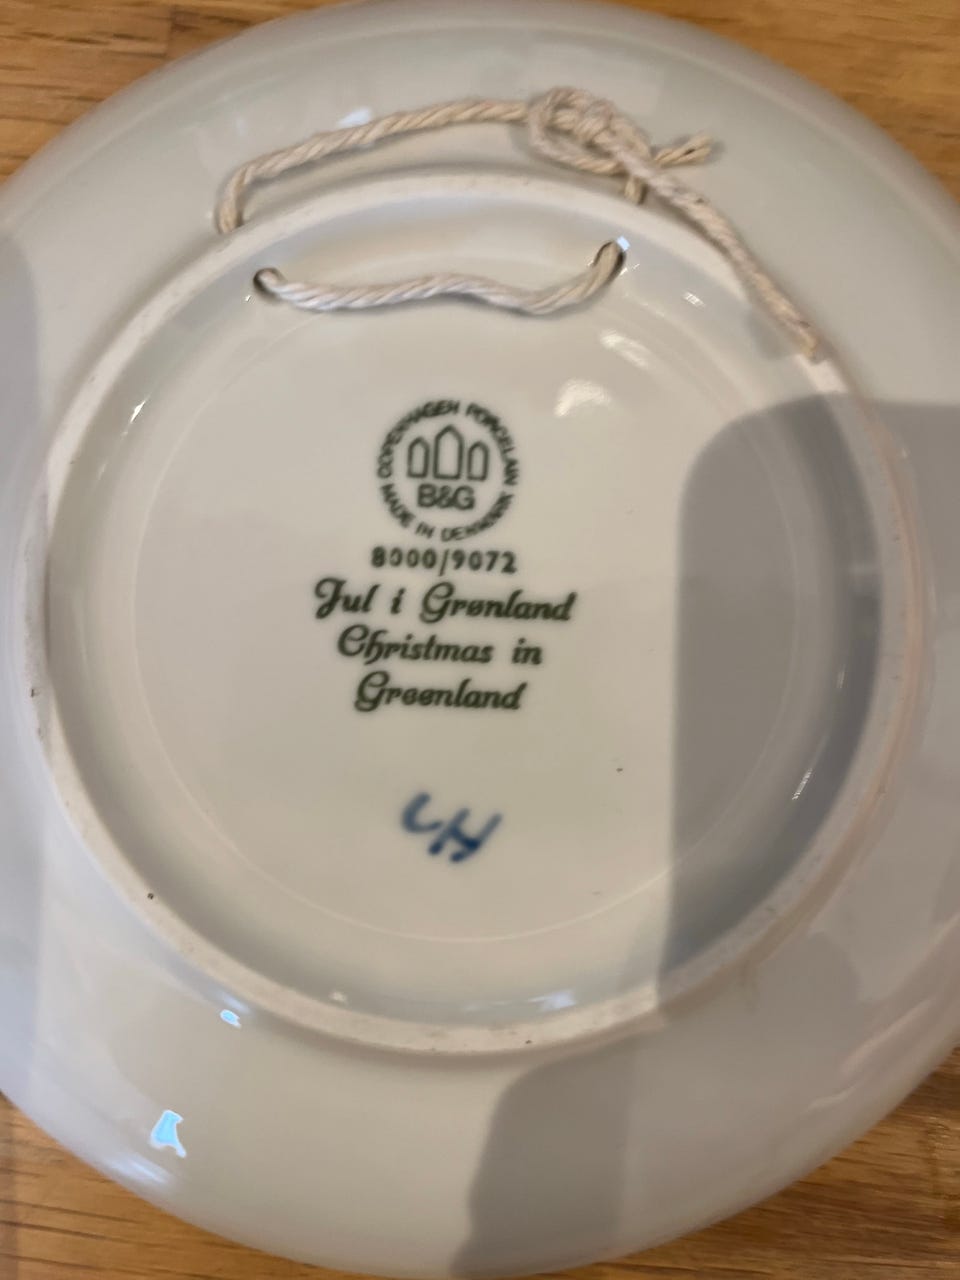 COPENHAGEN PORCELAIN
B&G
MADE IN DENMARK
8000/9072
Jul i Grønland
Christmas in
Greenland